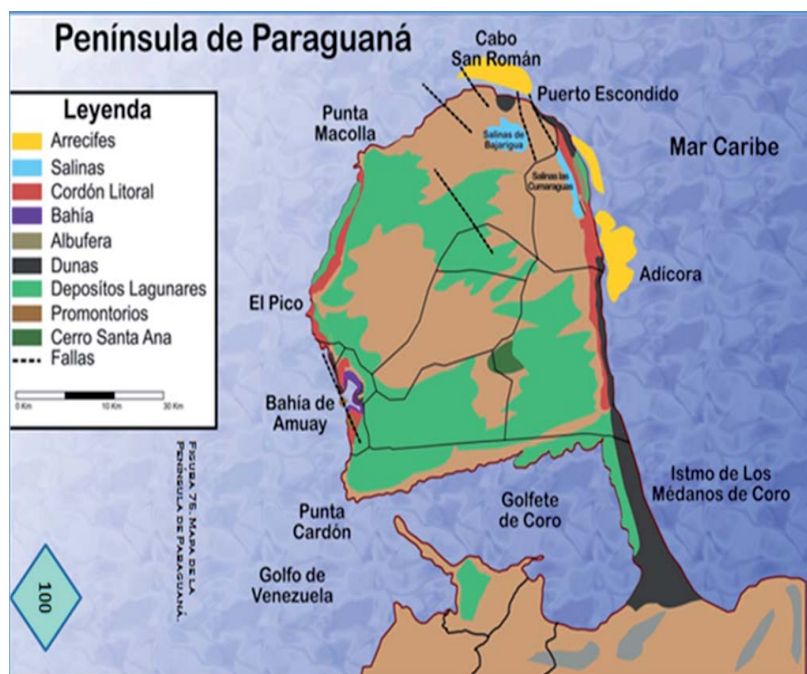 Península de Paraguaná
Leyenda
Arrecifes
Salinas
Cordón Litoral
Bahía
Albufera
Dunas
Depositos Lagunares
Promontorios
Cerro Santa Ana
Fallas
0 Km
10 Km
30 Km
Cabo
San Román
Puerto Escondido
Punta
Macolla
Salinas de
Bajarigua
Salinas las
Cumaraguas
Mar Caribe
Adícora
El Pico
Bahía de
Amuay
Punta
Cardón
Golfete
de Coro
Istmo de Los
Médanos de Coro
Golfo de
Venezuela
FIGURA 75. MAPA DE LA
PENÍNSULA DE PARAGUANÁ.
100